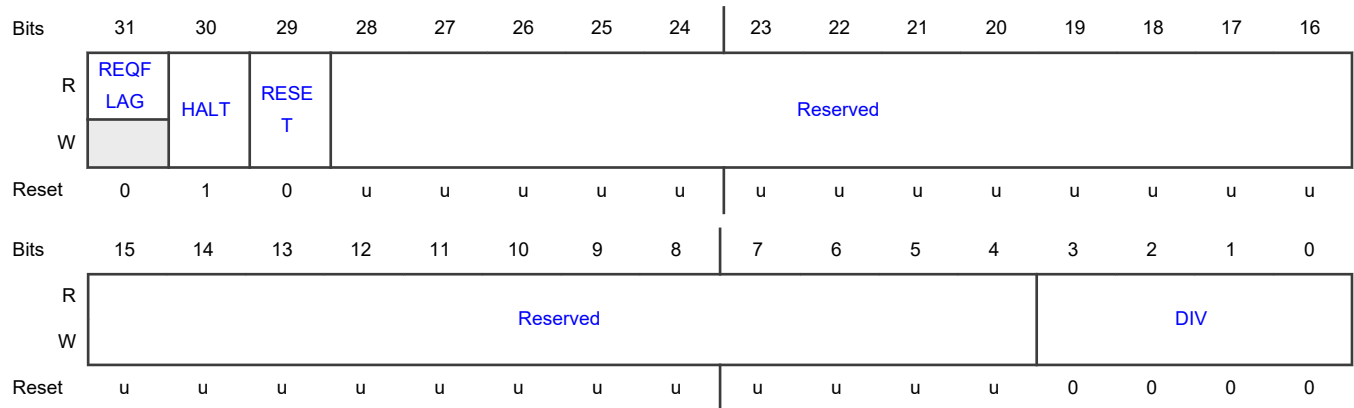 Bits 31 30 29 28 27 26 25 24 23 22 21 20 19 18 17 16
R REQF
LAG HALT RESE
T Reserved
W
Reset 0 1 0 u u u u u u u u u u u u u
Bits 15 14 13 12 11 10 9 8 7 6 5 4 3 2 1 0
R
Reserved DIV
W
Reset u u u u u u u u u u u u 0 0 0 0